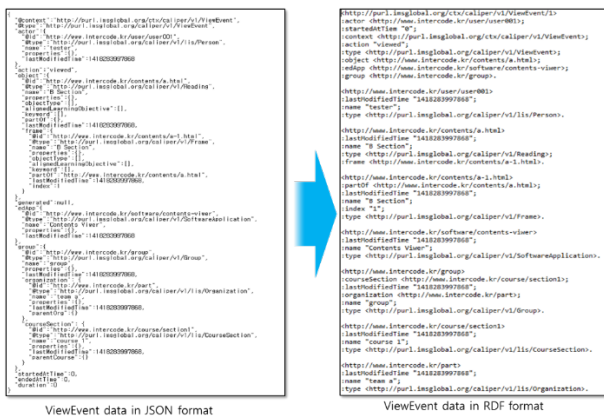 {
"@context":"http://purl.imsglobal.org/ctx/caliper/v1/ViewEvent",
"@type":"http://purl.imsglobal.org/caliper/v1/ViewEvent",
"actor":{
"@id":"http://www.intercode.kr/user/user001",
"@type":"http://purl.imsglobal.org/caliper/v1/lis/Person",
"name":"tester",
"properties":{},
"lastModifiedTime":1418283997868
},
"action":"viewed",
"object":{
"@id":"http://www.intercode.kr/contents/a.html",
"@type":"http://purl.imsglobal.org/caliper/v1/Reading",
"name":"B Section",
"properties":{},
"objectType":[],
"alignedLearningObjective":[],
"keyword":[],
"partOf":{},
"lastModifiedTime":1418283997868,
"frame":{
"@id":"http://www.intercode.kr/contents/a-1.html",
"@type":"http://purl.imsglobal.org/caliper/v1/Frame",
"name":"B Section",
"properties":{},
"objectType":[],
"alignedLearningObjective":[],
"keyword":[],
"partOf":"http://www.intercode.kr/contents/a.html",
"lastModifiedTime":1418283997868,
"index":1
}
},
"generated":null,
"edApp":{
"@id":"http://www.intercode.kr/software/contents-viwer",
"@type":"http://purl.imsglobal.org/caliper/v1/SoftwareApplication",
"name":"Contents Viwer",
"properties":{},
"lastModifiedTime":1418283997868
},
"group":{
"@id":"http://www.intercode.kr/group",
"@type":"http://purl.imsglobal.org/caliper/v1/Group",
"name":"group",
"properties":{},
"lastModifiedTime":1418283997868,
"organization":{
"@id":"http://www.intercode.kr/part",
"@type":"http://purl.imsglobal.org/caliper/v1/lis/Organization",
"name":"team a",
"properties":{},
"lastModifiedTime":1418283997868,
"parentOrg":{}
},
"courseSection":{
"@id":"http://www.intercode.kr/course/section1",
"@type":"http://purl.imsglobal.org/caliper/v1/lis/CourseSection",
"name":"course 1",
"properties":{},
"lastModifiedTime":1418283997868,
"parentCourse":{}
}
},
"startedAtTime":0,
"endedAtTime":0,
"duration":0
}
ViewEvent data in JSON format
<http://purl.imsglobal.org/ctx/caliper/v1/ViewEvent/1>
:actor <http://www.intercode.kr/user/user001>;
:startedAtTime "0";
:context <http://purl.imsglobal.org/ctx/caliper/v1/ViewEvent>;
:action "viewed";
:type <http://purl.imsglobal.org/caliper/v1/ViewEvent>;
:object <http://www.intercode.kr/contents/a.html>;
:edApp <http://www.intercode.kr/software/contents-viwer>;
:group <http://www.intercode.kr/group>.
<http://www.intercode.kr/user/user001>
:lastModifiedTime "1418283997868";
:name "tester";
:type <http://purl.imsglobal.org/caliper/v1/lis/Person>.
<http://www.intercode.kr/contents/a.html>
:lastModifiedTime "1418283997868";
:name "B Section";
:type <http://purl.imsglobal.org/caliper/v1/Reading>;
:frame <http://www.intercode.kr/contents/a-1.html>.
<http://www.intercode.kr/contents/a-1.html>
:partOf <http://www.intercode.kr/contents/a.html>;
:lastModifiedTime "1418283997868";
:name "B Section";
:index "1";
:type <http://purl.imsglobal.org/caliper/v1/Frame>.
<http://www.intercode.kr/software/contents-viwer>
:lastModifiedTime "1418283997868";
:name "Contents Viwer";
:type <http://purl.imsglobal.org/caliper/v1/SoftwareApplication>.
<http://www.intercode.kr/group>
:courseSection <http://www.intercode.kr/course/section1>;
:organization <http://www.intercode.kr/part>;
:name "group";
:type <http://purl.imsglobal.org/caliper/v1/Group>.
<http://www.intercode.kr/course/section1>
:lastModifiedTime "1418283997868";
:name "course 1";
:type <http://purl.imsglobal.org/caliper/v1/lis/CourseSection>.
<http://www.intercode.kr/part>
:lastModifiedTime "1418283997868";
:name "team a";
:type <http://purl.imsglobal.org/caliper/v1/lis/Organization>.
ViewEvent data in RDF format